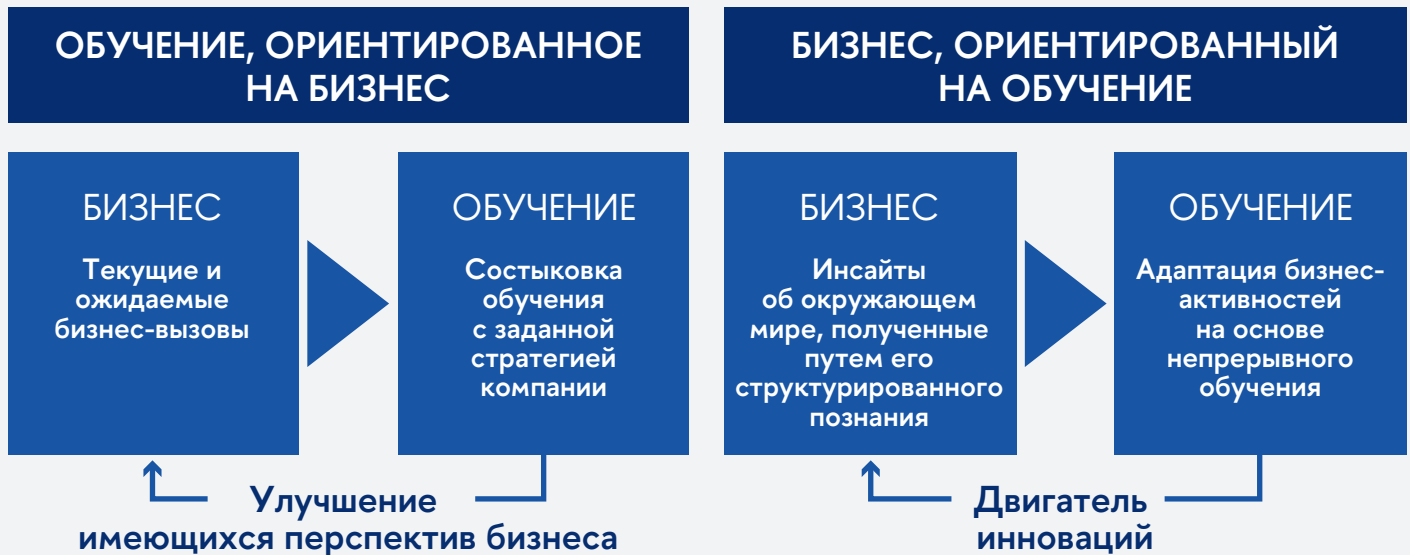 ОБУЧЕНИЕ, ОРИЕНТИРОВАННОЕ
НА БИЗНЕС
БИЗНЕС
Текущие и
ожидаемые
бизнес-вызовы
ОБУЧЕНИЕ
Состыковка
обучения
с заданной
стратегией
компании
Улучшение
имеющихся перспектив бизнеса
БИЗНЕС, ОРИЕНТИРОВАННЫЙ
НА ОБУЧЕНИЕ
БИЗНЕС
Инсайты
об окружающем
мире, полученные
путем его
структурированного
познания
ОБУЧЕНИЕ
Адаптация бизнес-
активностей
на основе
непрерывного
обучения
Двигатель
инноваций